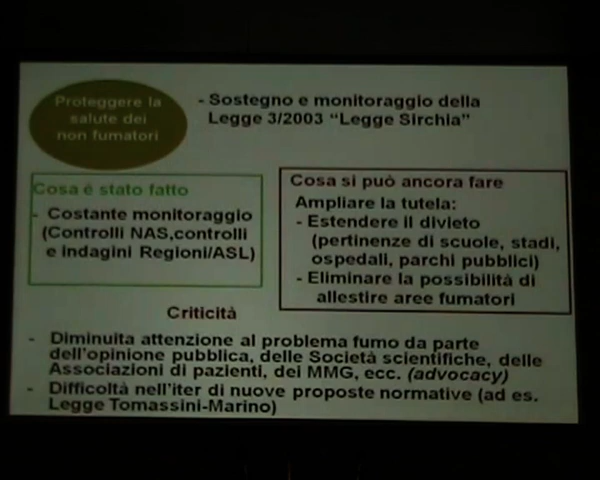 Proteggere la
salute dei
non fumatori
- Sostegno e monitoraggio della
Legge 3/2003 “Legge Sirchia”
Cosa è stato fatto
- Costante monitoraggio
(Controlli NAS,controlli
e indagini Regioni/ASL)
Cosa si può ancora fare
Ampliare la tutela:
- Estendere il divieto
(pertinenze di scuole, stadi,
ospedali, parchi pubblici)
- Eliminare la possibilità di
allestire aree fumatori
Criticità
- Diminuita attenzione al problema fumo da parte
dell’opinione pubblica, delle Società scientifiche, delle
Associazioni di pazienti, dei MMG, ecc. (advocacy)
- Difficoltà nell’iter di nuove proposte normative (ad es.
Legge Tomassini-Marino)